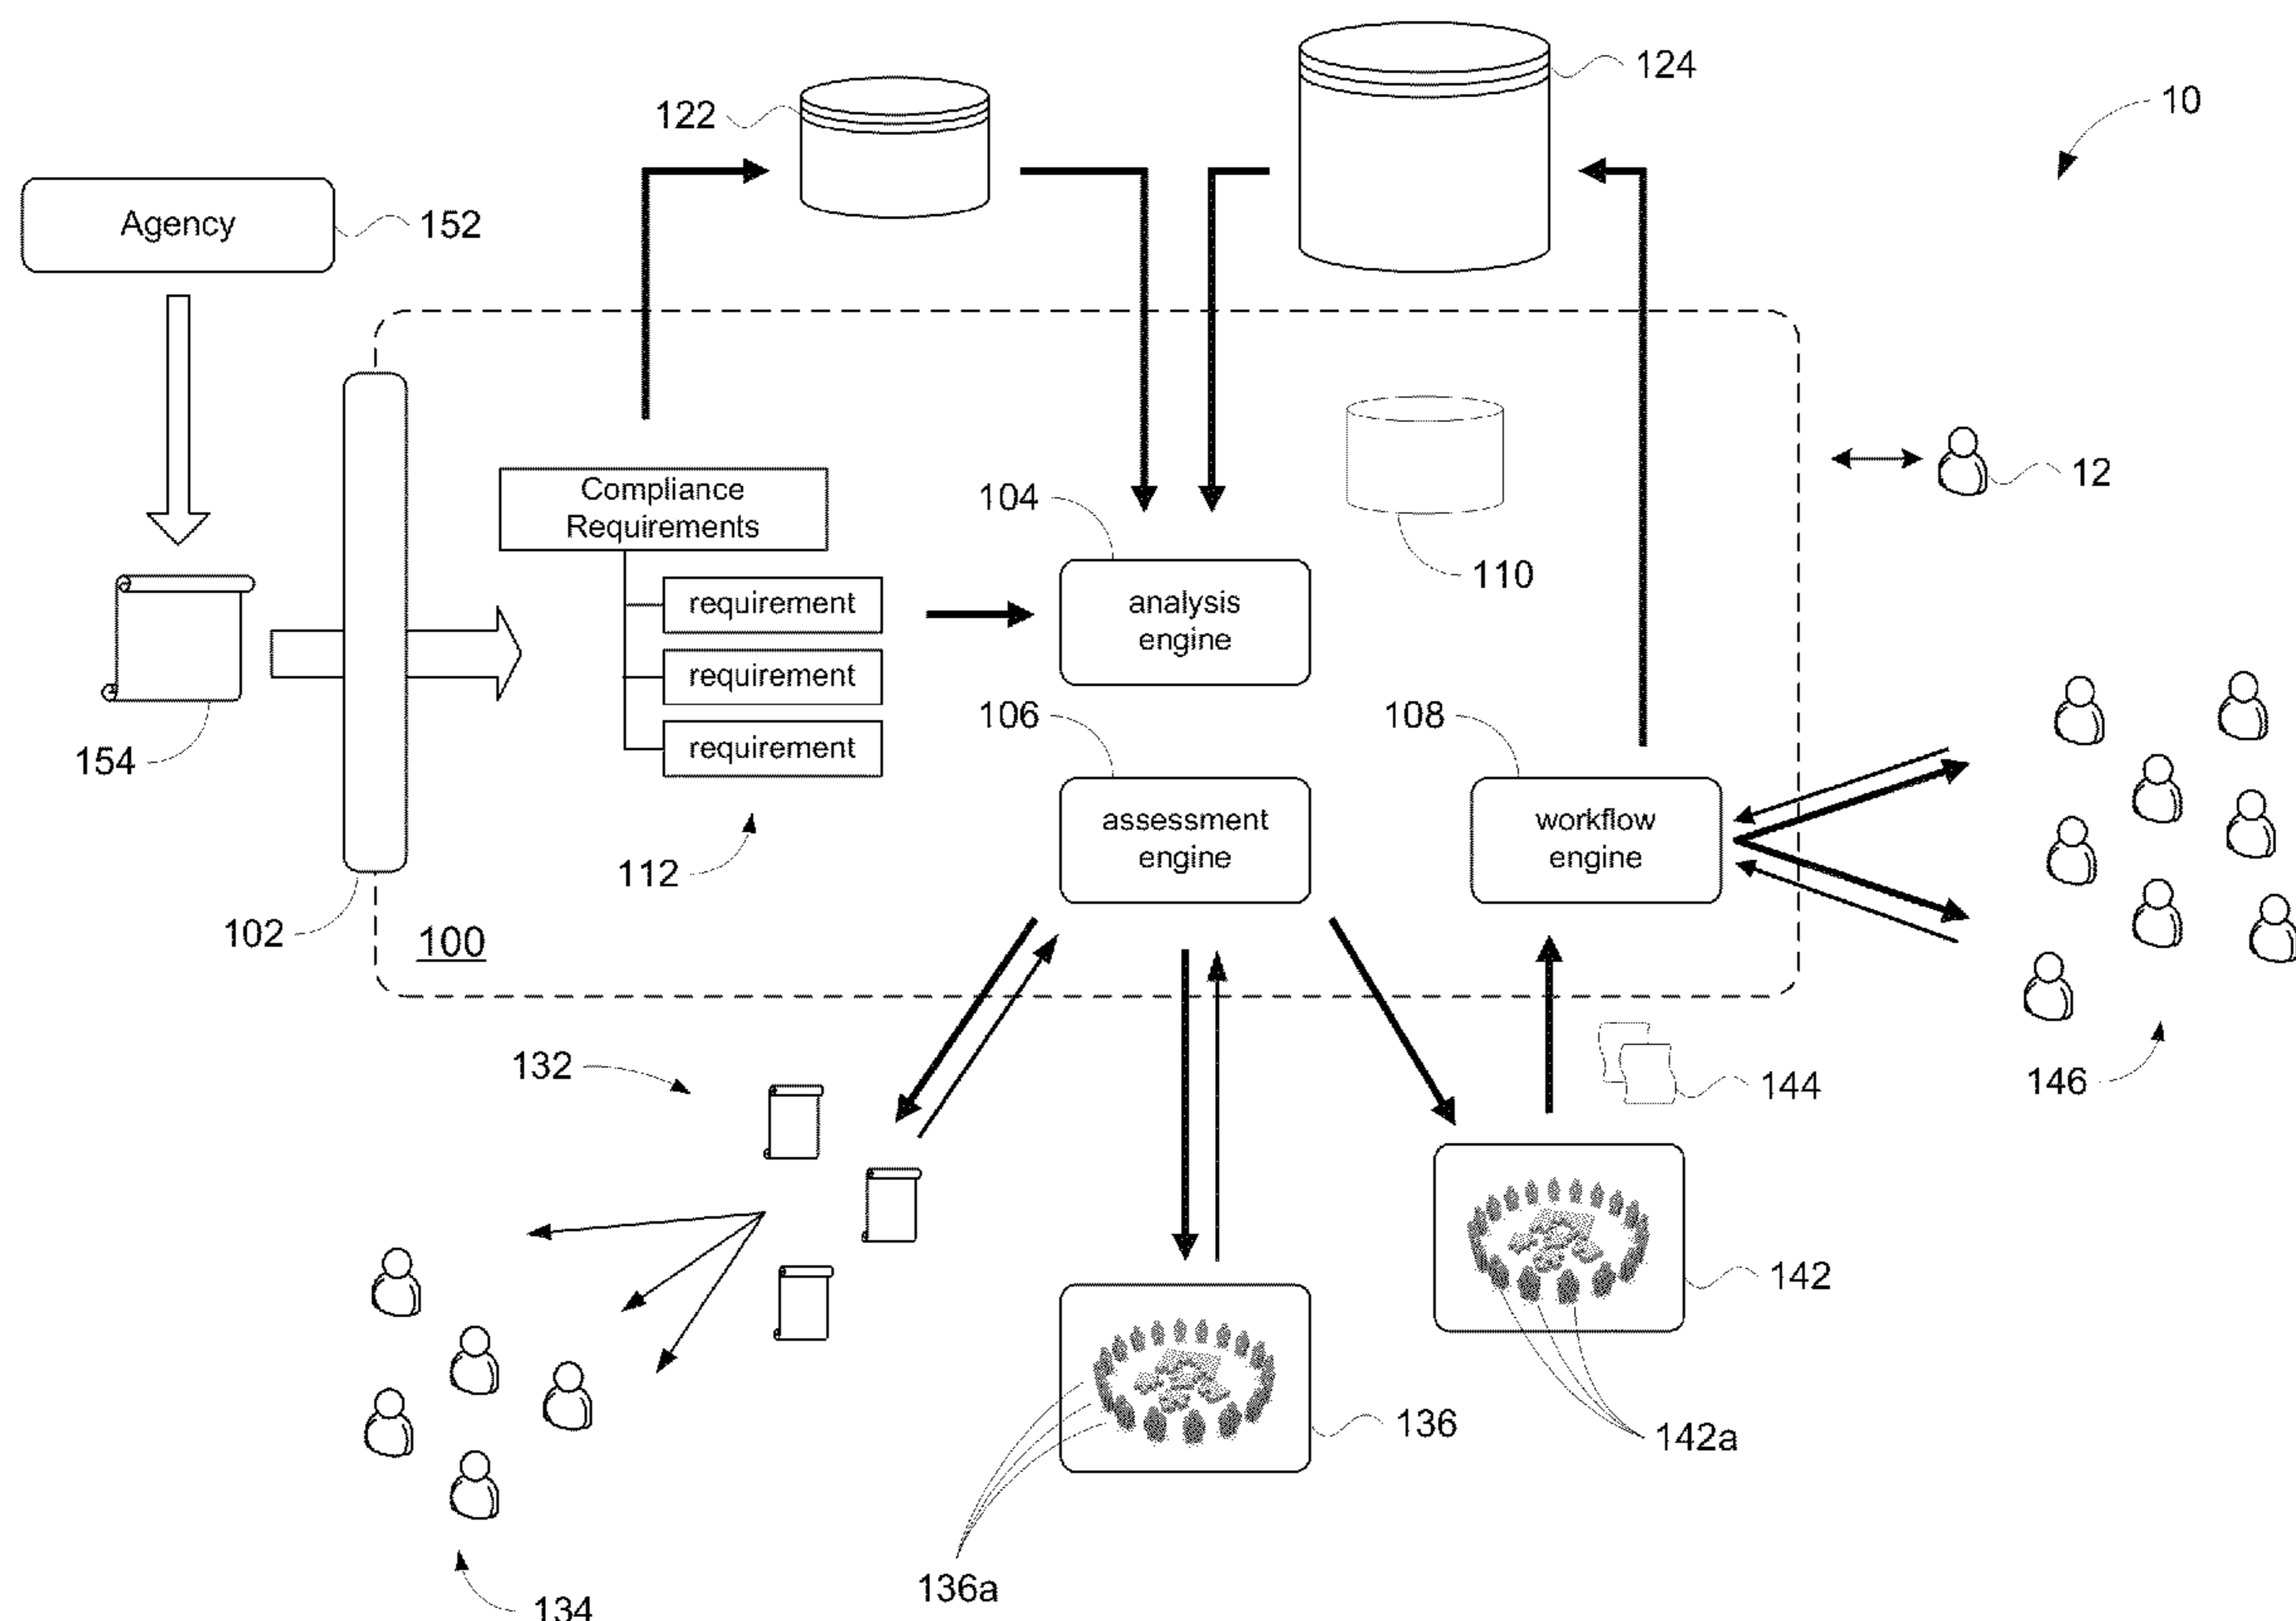 124
10
122
Agency
152
Compliance
Requirements
12
104
110
requirement
analysis
engine
requirement
requirement
154
106
108
assessment
engine
workflow
engine
112
102
100
132
144
146
142
136
142a
136a
134